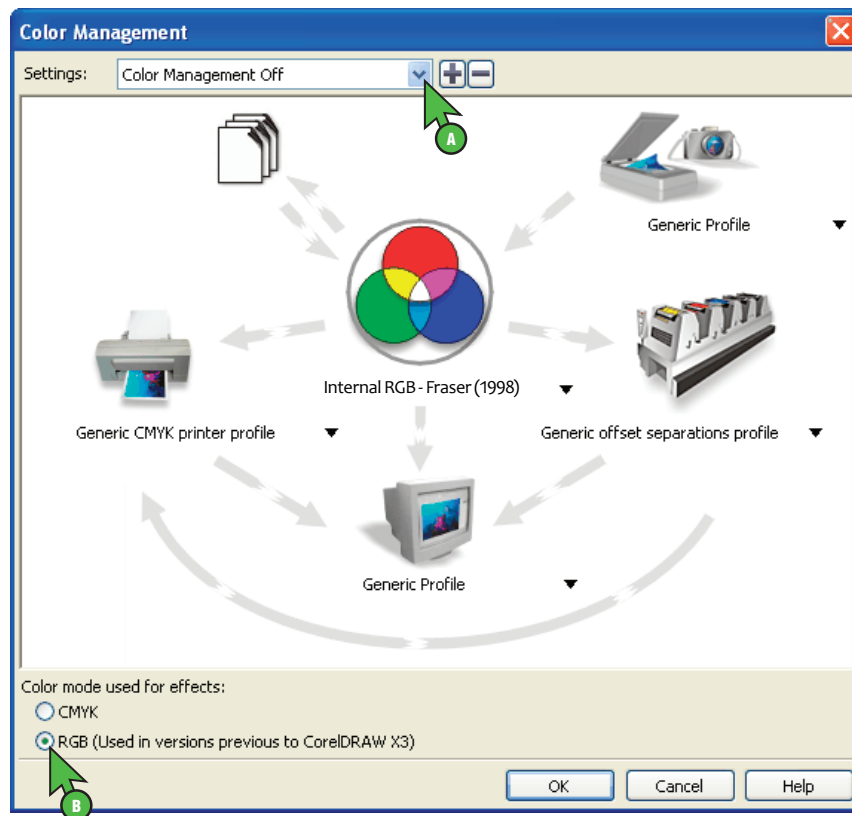 Color Management
Settings: Color Management Off
A
Generic Profile
Internal RGB - Fraser (1998)
Generic CMYK printer profile
Generic offset separations profile
Generic Profile
Color mode used for effects:
CMYK
RGB (Used in versions previous to CorelDRAW X3)
B
OK Cancel Help